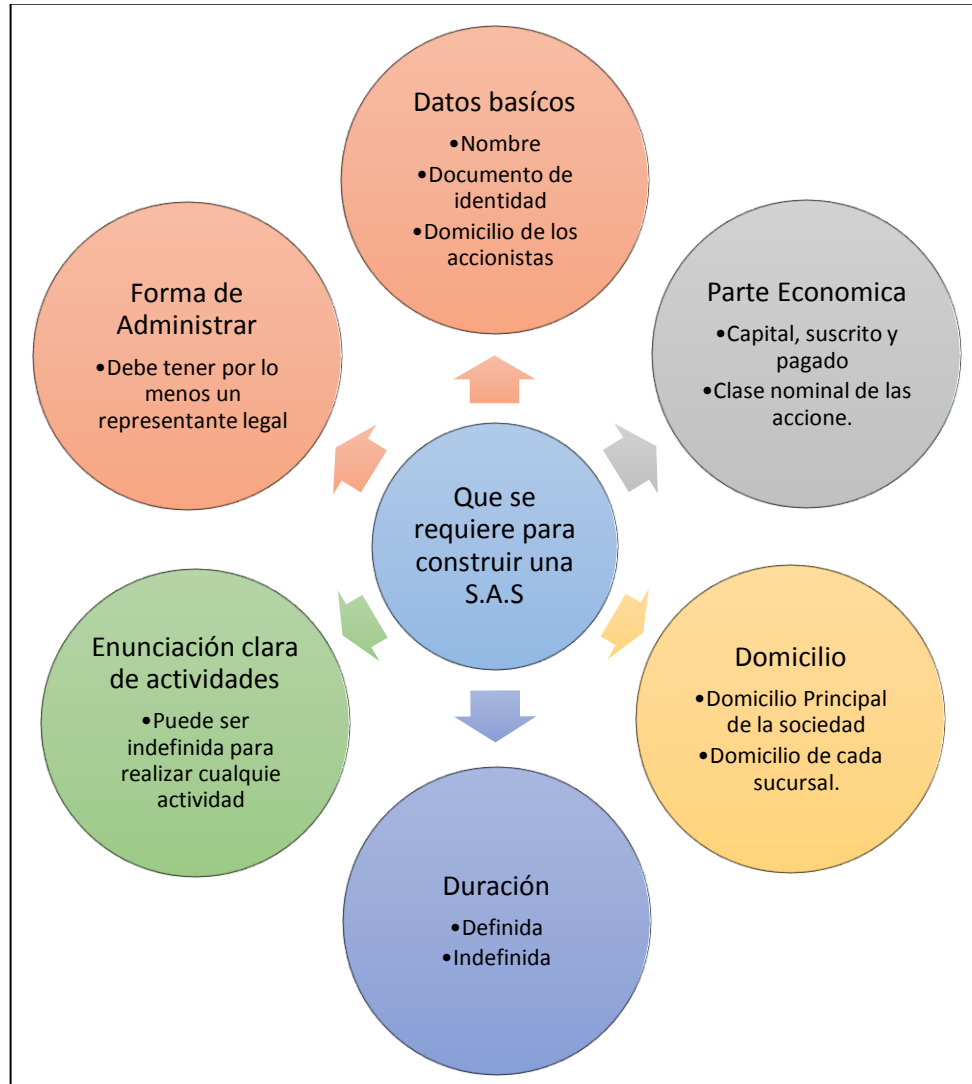 Datos basícos
•Nombre
•Documento de
identidad
•Domicilio de los
accionistas
Parte Economica
•Capital, suscrito y
pagado
•Clase nominal de las
accione.
Domicilio
•Domicilio Principal
de la sociedad
•Domicilio de cada
sucursal.
Duración
•Definida
•Indefinida
Enunciación clara
de actividades
•Puede ser
indefinida para
realizar cualquie
actividad
Forma de
Administrar
•Debe tener por lo
menos un
representante legal
Que se
requiere para
construir una
S.A.S